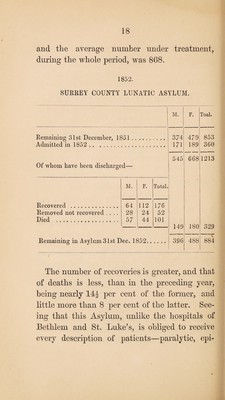 18
and the average number under treatment,
during the whole period, was 868.
1852.
SURREY COUNTY LUNATIC ASYLUM.
M. F. Total.
Remaining 31st December, 1851 .......... 374 479 853
Admitted in 1852 .. .................. 171 189 360
545 668 1213
Of whom have been discharged—
M. F. Total.
Recovered .............. 64 112 176
Removed not recovered .... 28 24 52
Died .................. 57 44 101
149 180 329
Remaining in Asylum 31st Dec. 1852 ...... 396 488 884
The number of recoveries is greater, and that
of deaths is less, than in the preceding year,
being nearly 14½ per cent of the former, and
little more than 8 per cent of the latter. See-
ing that this Asylum, unlike the hospitals of
Bethlem and St. Luke's, is obliged to receive
every description of patients—paralytic, epi-